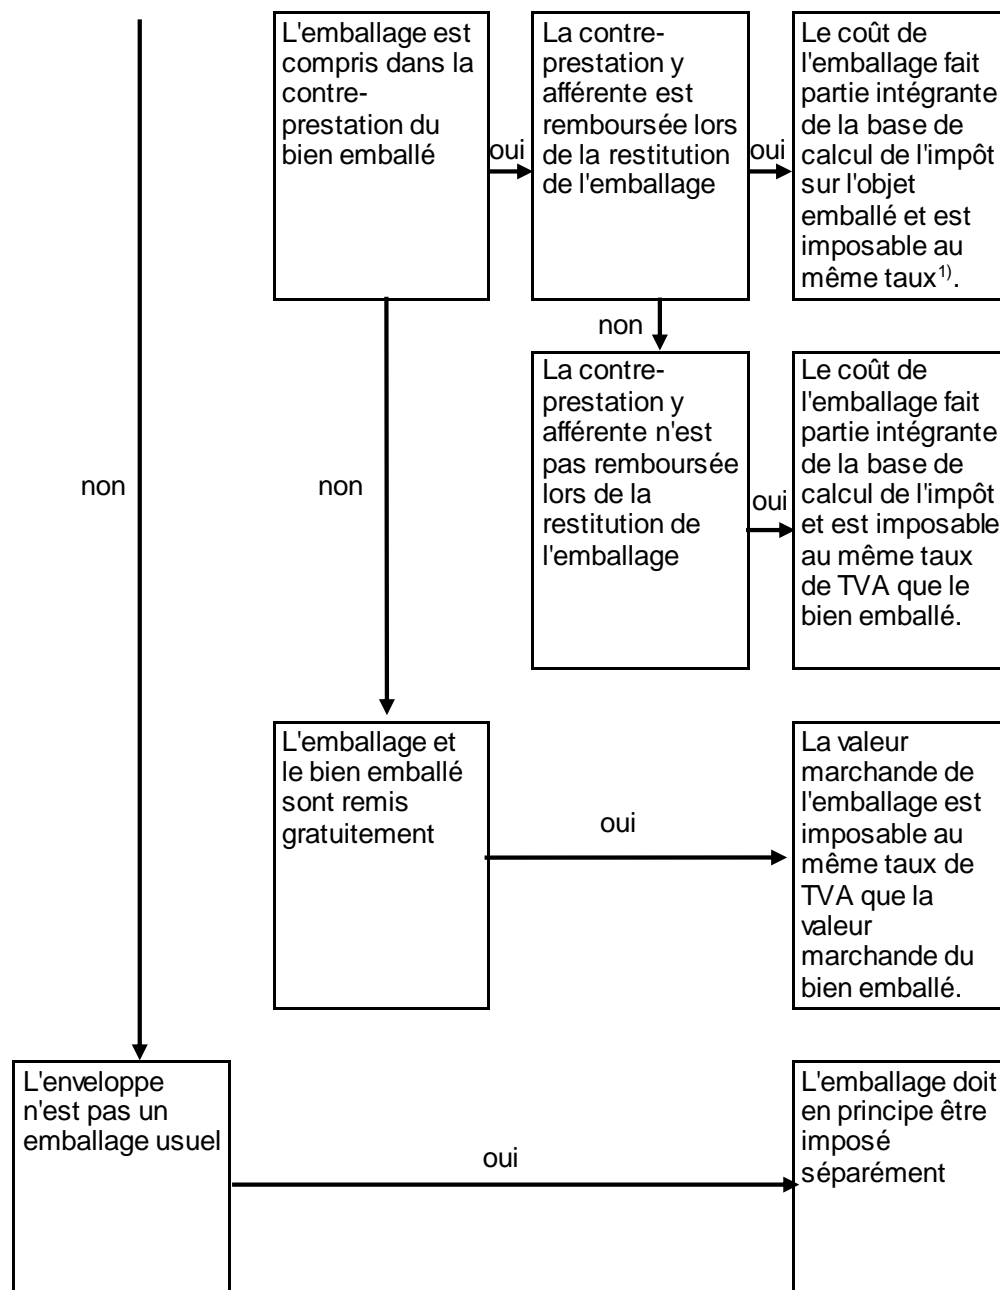 L'emballage est
compris dans la
contre-
prestation du
bien emballé
oui
La contre-
prestation y
afférente est
remboursée lors
de la restitution
de l'emballage
oui
Le coût de
l'emballage fait
partie intégrante
de la base de
calcul de l'impôt
sur l'objet
emballé et est
imposable au
même taux1).
non
La contre-
prestation y
afférente n'est
pas remboursée
lors de la
restitution de
l'emballage
oui
Le coût de
l'emballage fait
partie intégrante
de la base de
calcul de l'impôt
et est imposable
au même taux
de TVA que le
bien emballé.
non
non
L'emballage et
le bien emballé
sont remis
gratuitement
oui
La valeur
marchande de
l'emballage est
imposable au
même taux de
TVA que la
valeur
marchande du
bien emballé.
L'enveloppe
n'est pas un
emballage usuel
oui
L'emballage doit
en principe être
imposé
séparément